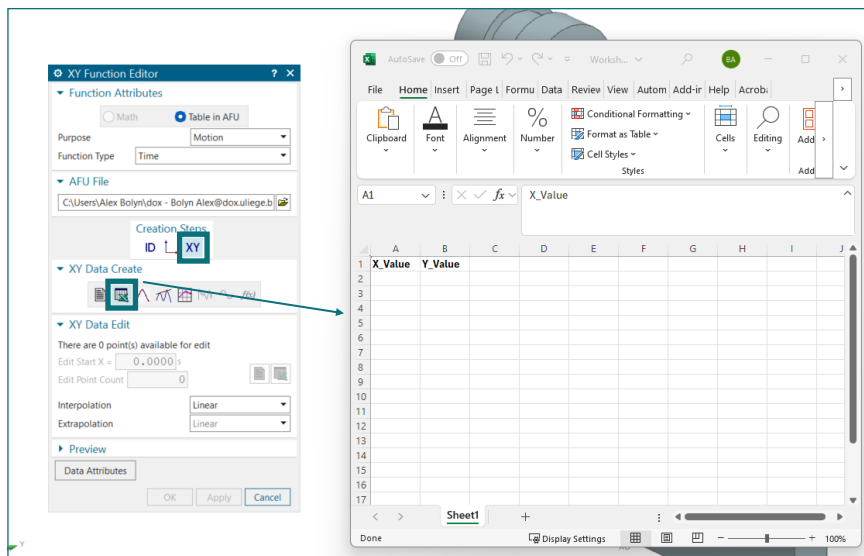 XY Function Editor ? ×
Function Attributes
Math Table in AFU
Purpose Motion
Function Type Time
AFU File
C:\Users\Alex Bolyn\dox - Bolyn Alex@dox.uliege.b
Creation Steps
ID XY
XY Data Create
f(x)
XY Data Edit
There are 0 point(s) available for edit
Edit Start X = 0.0000 s
Edit Point Count 0
Interpolation Linear
Extrapolation Linear
Preview
Data Attributes
OK Apply Cancel
AutoSave Off Worksh... BA
File Home Insert Page L Formu Data Review View Autom Add-in Help Acrob
Clipboard Font Alignment Number Conditional Formatting Cells Editing Add
Format as Table
Cell Styles
Styles Add
A1 fx X_Value
A B C D E F G H I J
1 X_Value Y_Value
2
3
4
5
6
7
8
9
10
11
12
13
14
15
16
17
Sheet1 +
Done Display Settings − + 100%
Y